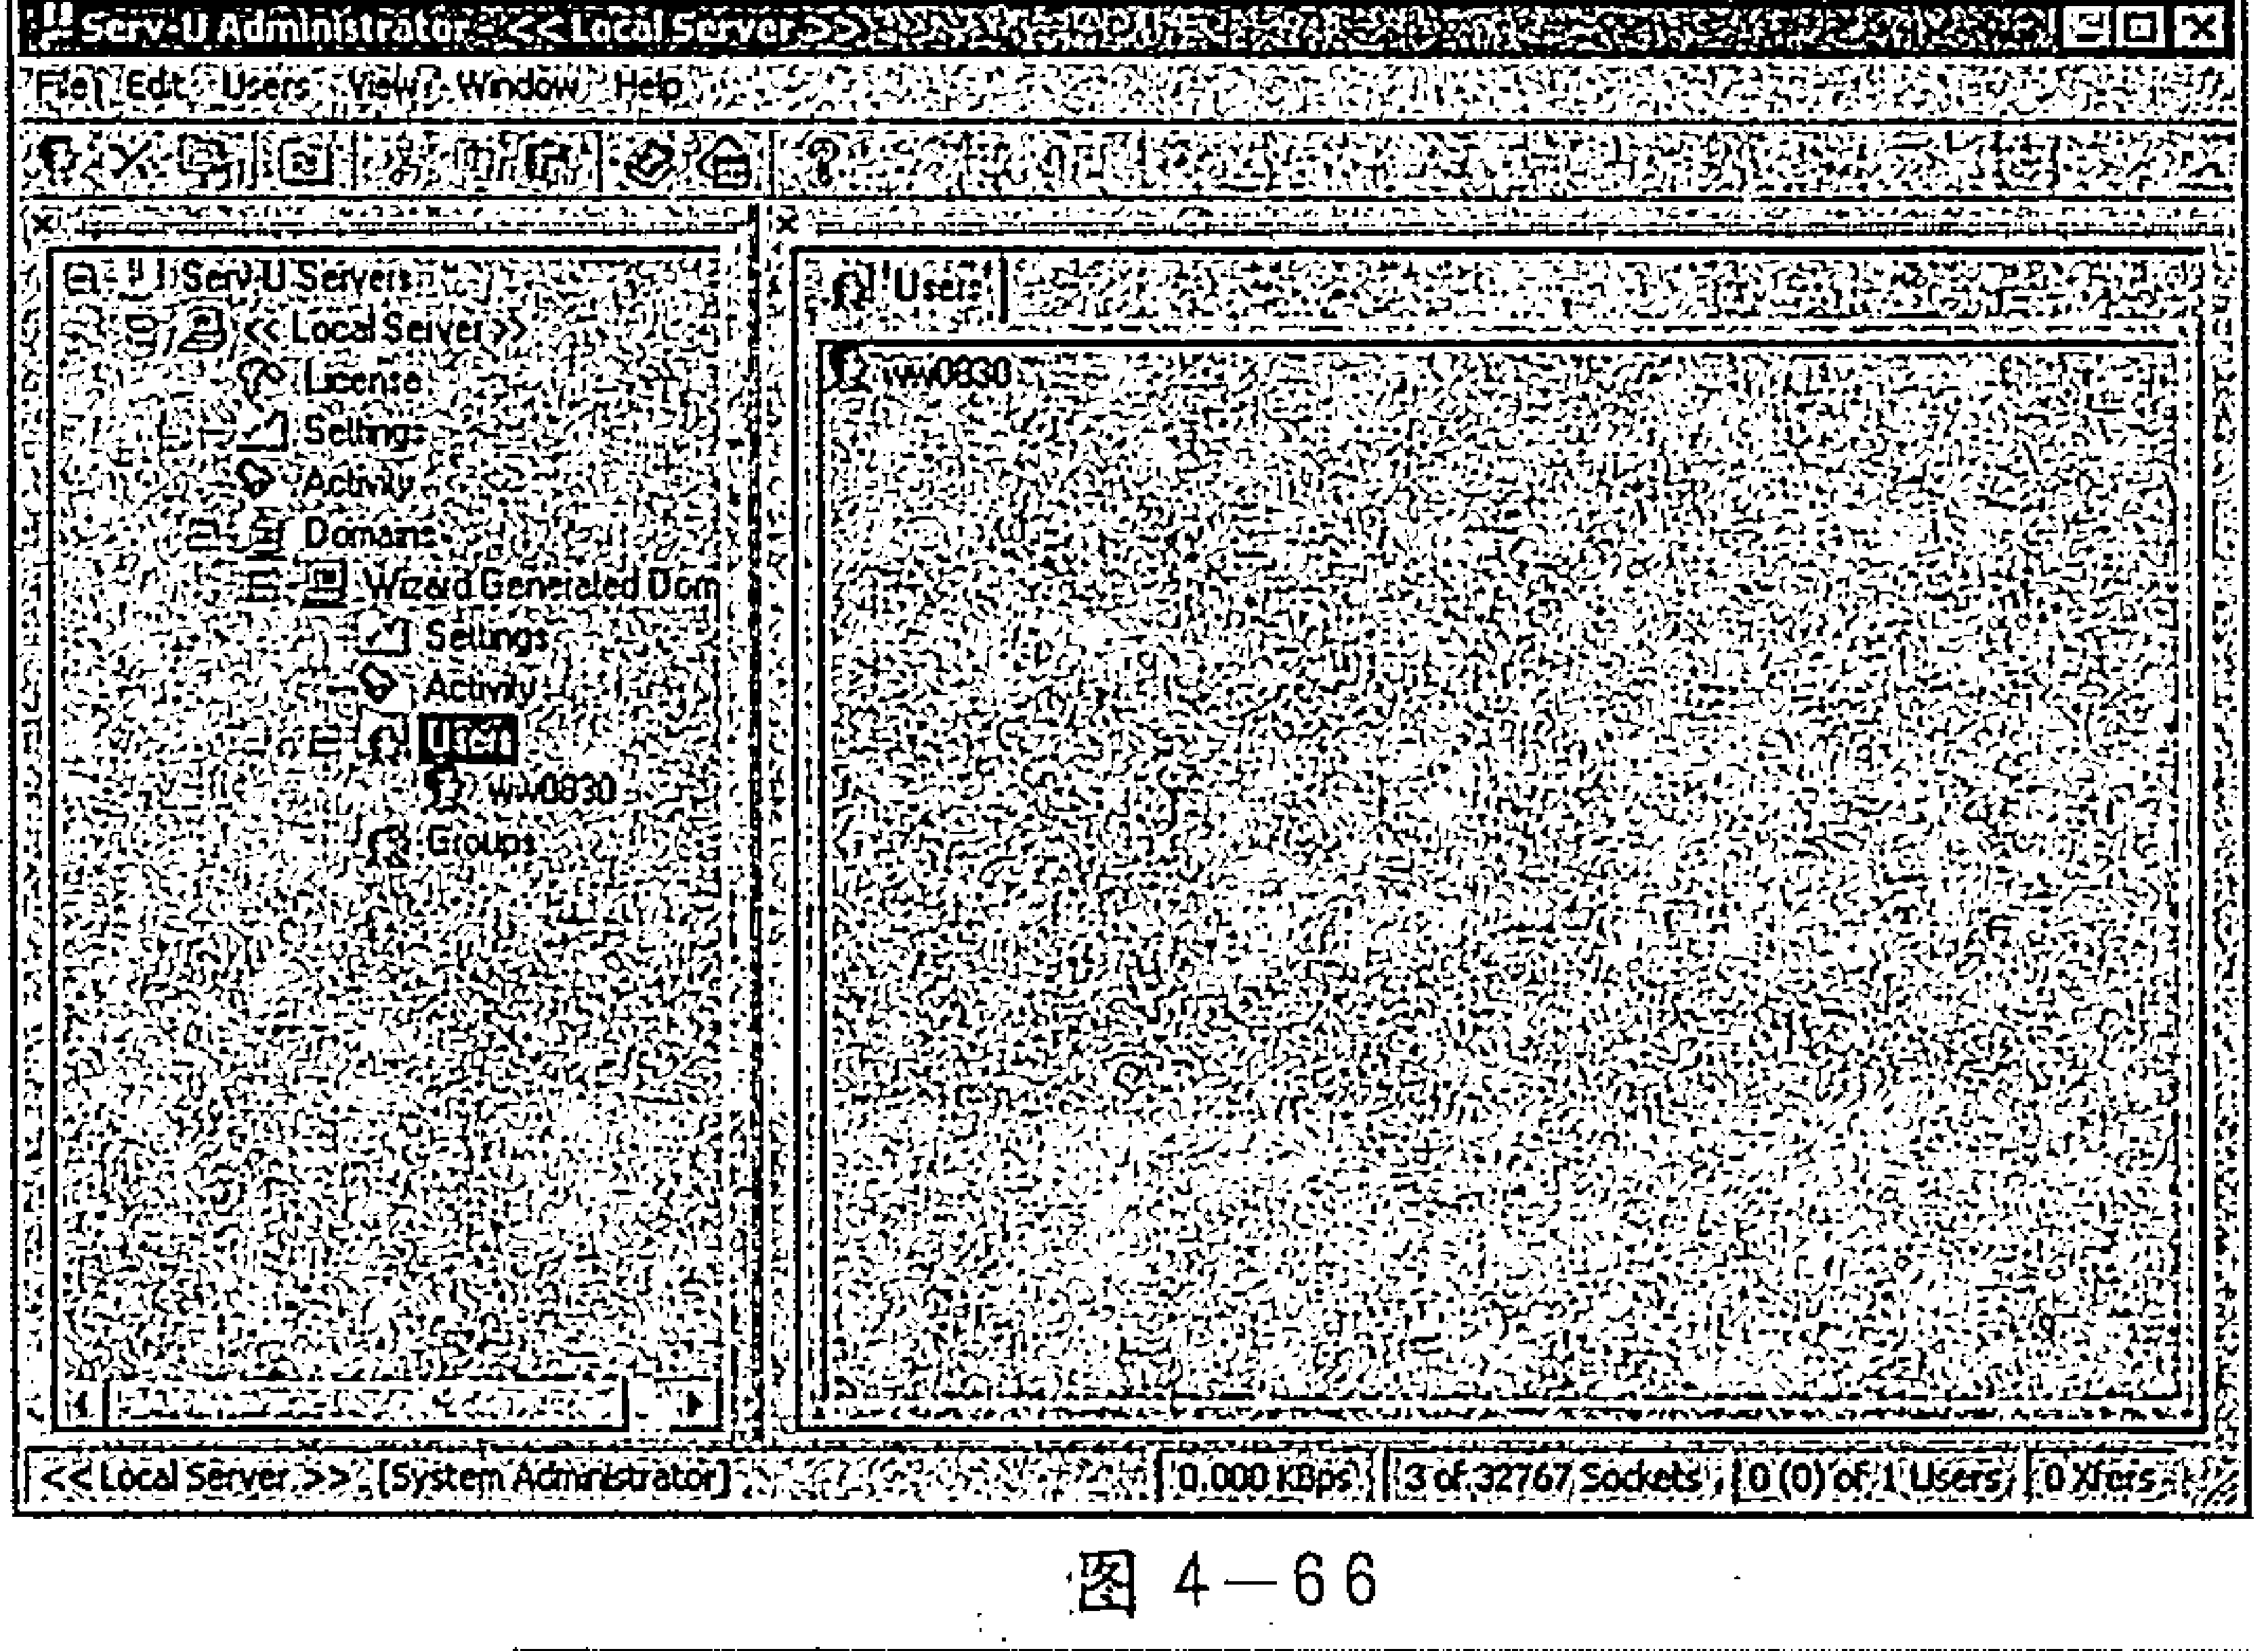 Serv-U Administrator - << Local Server >>
File Edit Users View Window Help
Serv-U Servers
<< Local Server >>
License
Settings
Activity
Domains
Wizard Generated Dom
Settings
Activity
Users
ww0830
Groups
Users
ww0830
<< Local Server >> [System Administrator] 0.000 KBps 3 of 32767 Sockets 0 (0) of 1 Users 0 Xfers
图 4—66